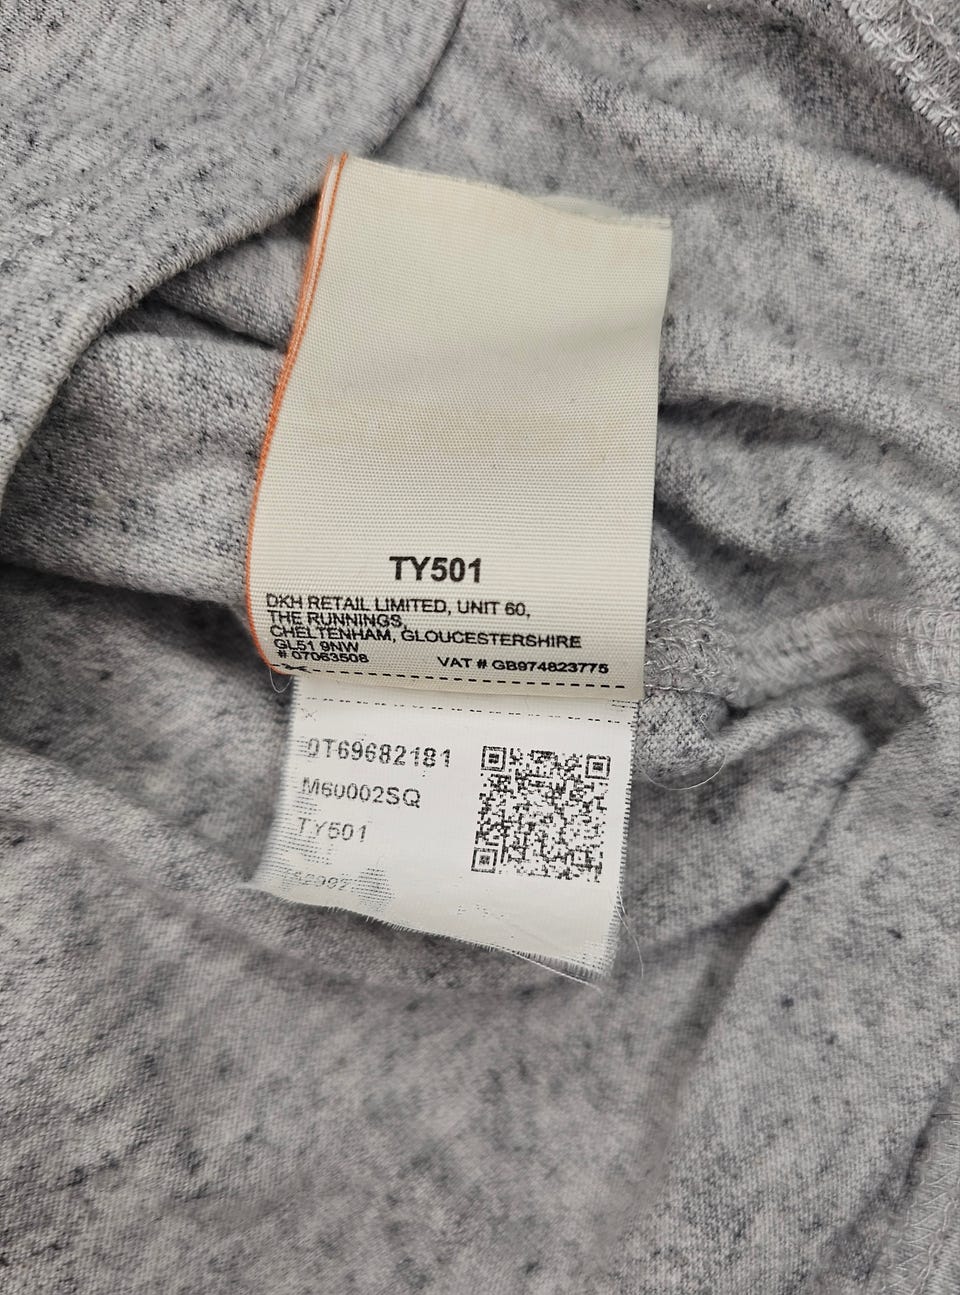 TY501
DKH RETAIL LIMITED, UNIT 60,
THE RUNNINGS,
CHELTENHAM, GLOUCESTERSHIRE
GL51 9NW
# 07063508 VAT # GB974823775
0T69682181
M60002SQ
TY501